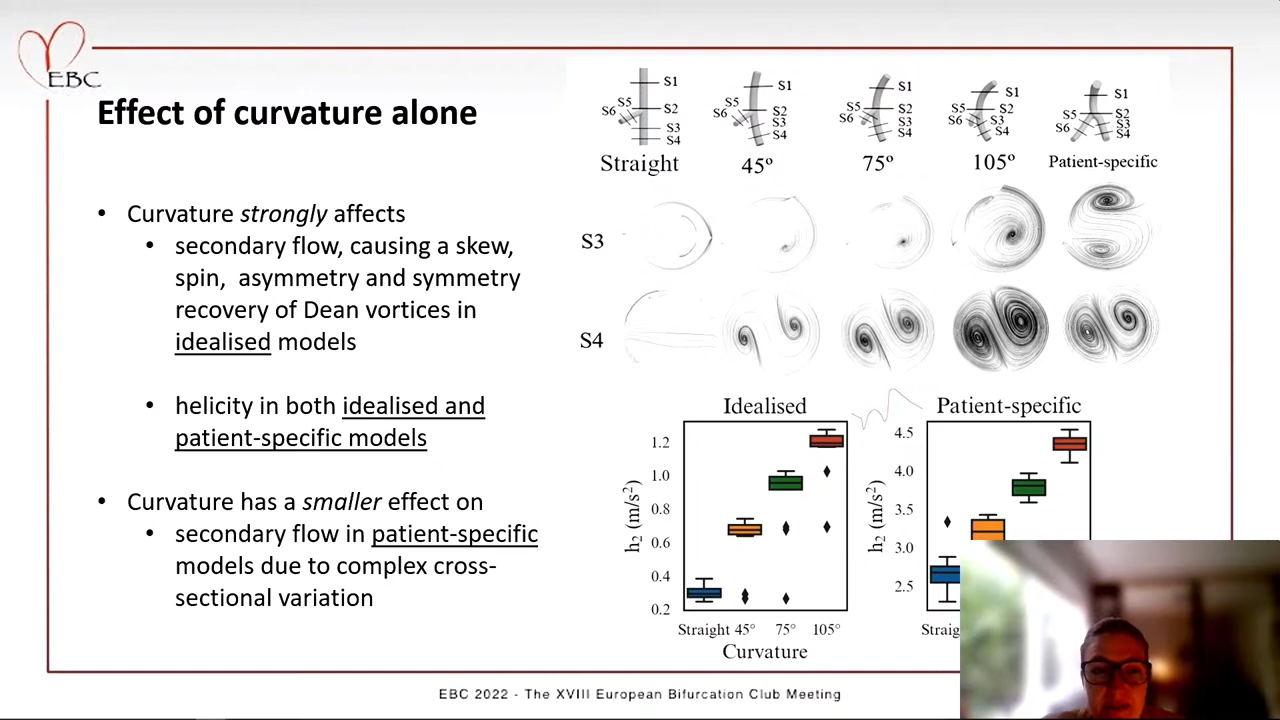 EBC
Effect of curvature alone
• Curvature strongly affects
• secondary flow, causing a skew,
spin, asymmetry and symmetry
recovery of Dean vortices in
idealised models
• helicity in both idealised and
patient-specific models
• Curvature has a smaller effect on
• secondary flow in patient-specific
models due to complex cross-
sectional variation
S1
S2
S3
S4
S5
S6
Straight
S1
S2
S3
S4
S5
S6
45º
S1
S2
S3
S4
S5
S6
75º
S1
S2
S3
S4
S5
S6
105º
S1
S2
S3
S4
S5
S6
Patient-specific
S3
S4
Idealised
h2 (m/s²)
1.2
1.0
0.8
0.6
0.4
0.2
Straight 45° 75° 105°
Curvature
Patient-specific
h2 (m/s²)
4.5
4.0
3.5
3.0
2.5
Straig
EBC 2022 - The XVIII European Bifurcation Club Meeting